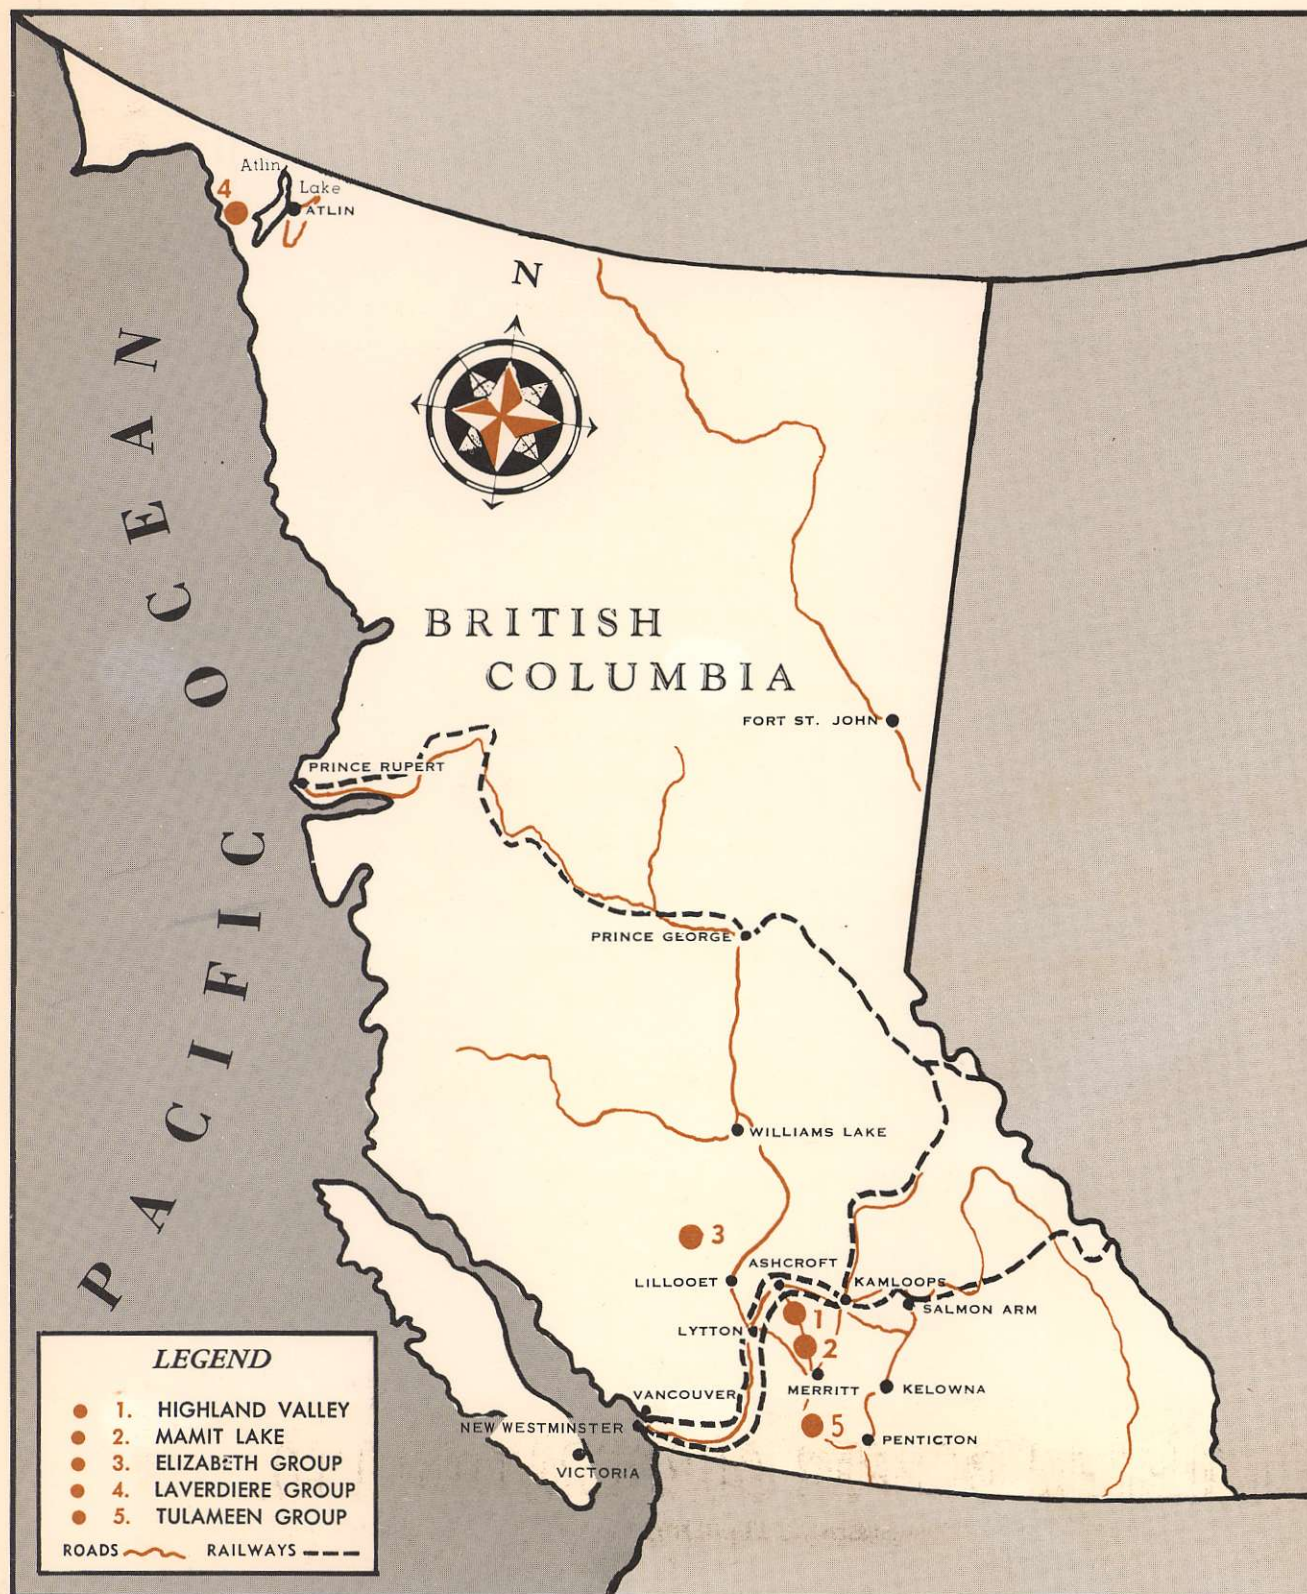 Atlin
Lake
4
ATLIN
N
PACIFIC OCEAN
BRITISH
COLUMBIA
FORT ST. JOHN
PRINCE RUPERT
PRINCE GEORGE
WILLIAMS LAKE
3
ASHCROFT
LILLOOET
KAMLOOPS
SALMON ARM
1
LYTTON
2
MERRITT
KELOWNA
VANCOUVER
NEW WESTMINSTER
5
PENTICTON
VICTORIA
LEGEND
1. HIGHLAND VALLEY
2. MAMIT LAKE
3. ELIZABETH GROUP
4. LAVERDIERE GROUP
5. TULAMEEN GROUP
ROADS RAILWAYS